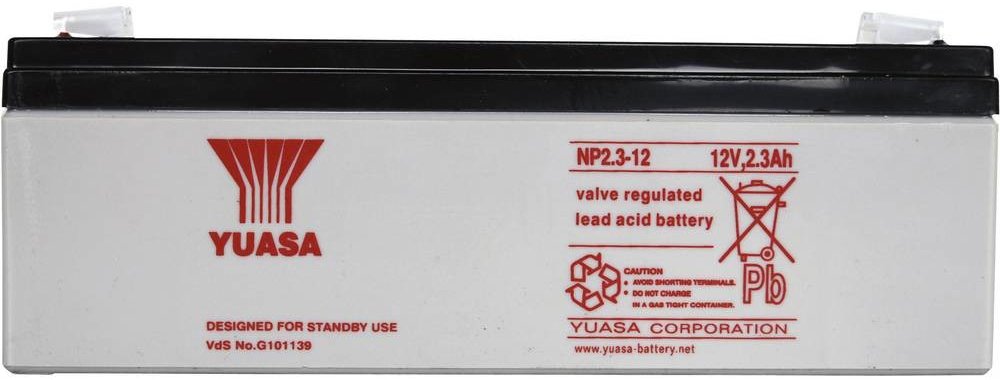 YUASA
DESIGNED FOR STANDBY USE
VdS No.G101139
NP2.3-12 12V,2.3Ah
valve regulated
lead acid battery
CAUTION
• AVOID SHORTING TERMINALS.
• DO NOT CHARGE
IN A GAS TIGHT CONTAINER.
Pb
YUASA CORPORATION
www.yuasa-battery.net